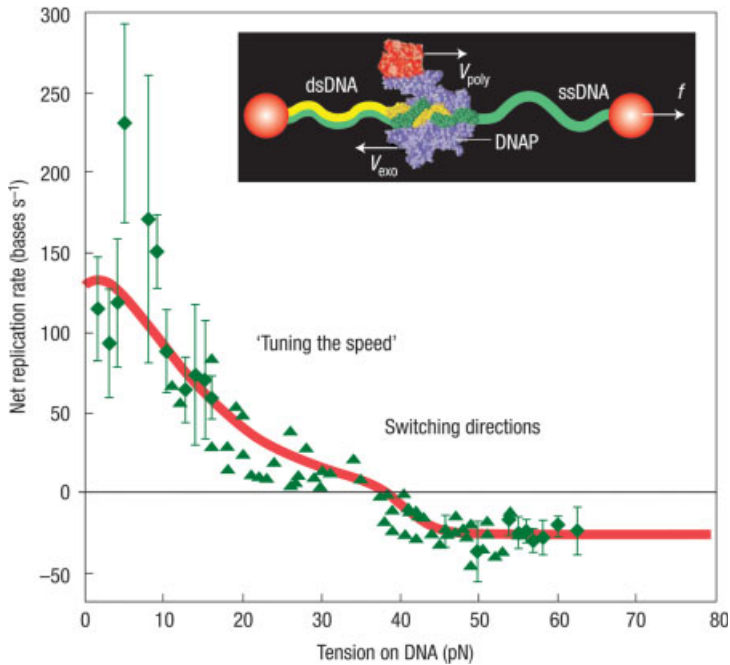 300
250
200
150
100
50
0
−50
0 10 20 30 40 50 60 70 80
Net replication rate (bases s⁻¹)
Tension on DNA (pN)
dsDNA
V_poly
ssDNA
f
DNAP
V_exo
'Tuning the speed'
Switching directions